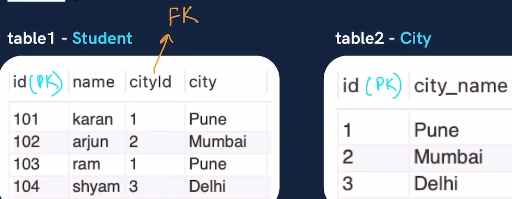 FK
table1 - Student
id (PK) name cityId city
101 karan 1 Pune
102 arjun 2 Mumbai
103 ram 1 Pune
104 shyam 3 Delhi
table2 - City
id (PK) city_name
1 Pune
2 Mumbai
3 Delhi